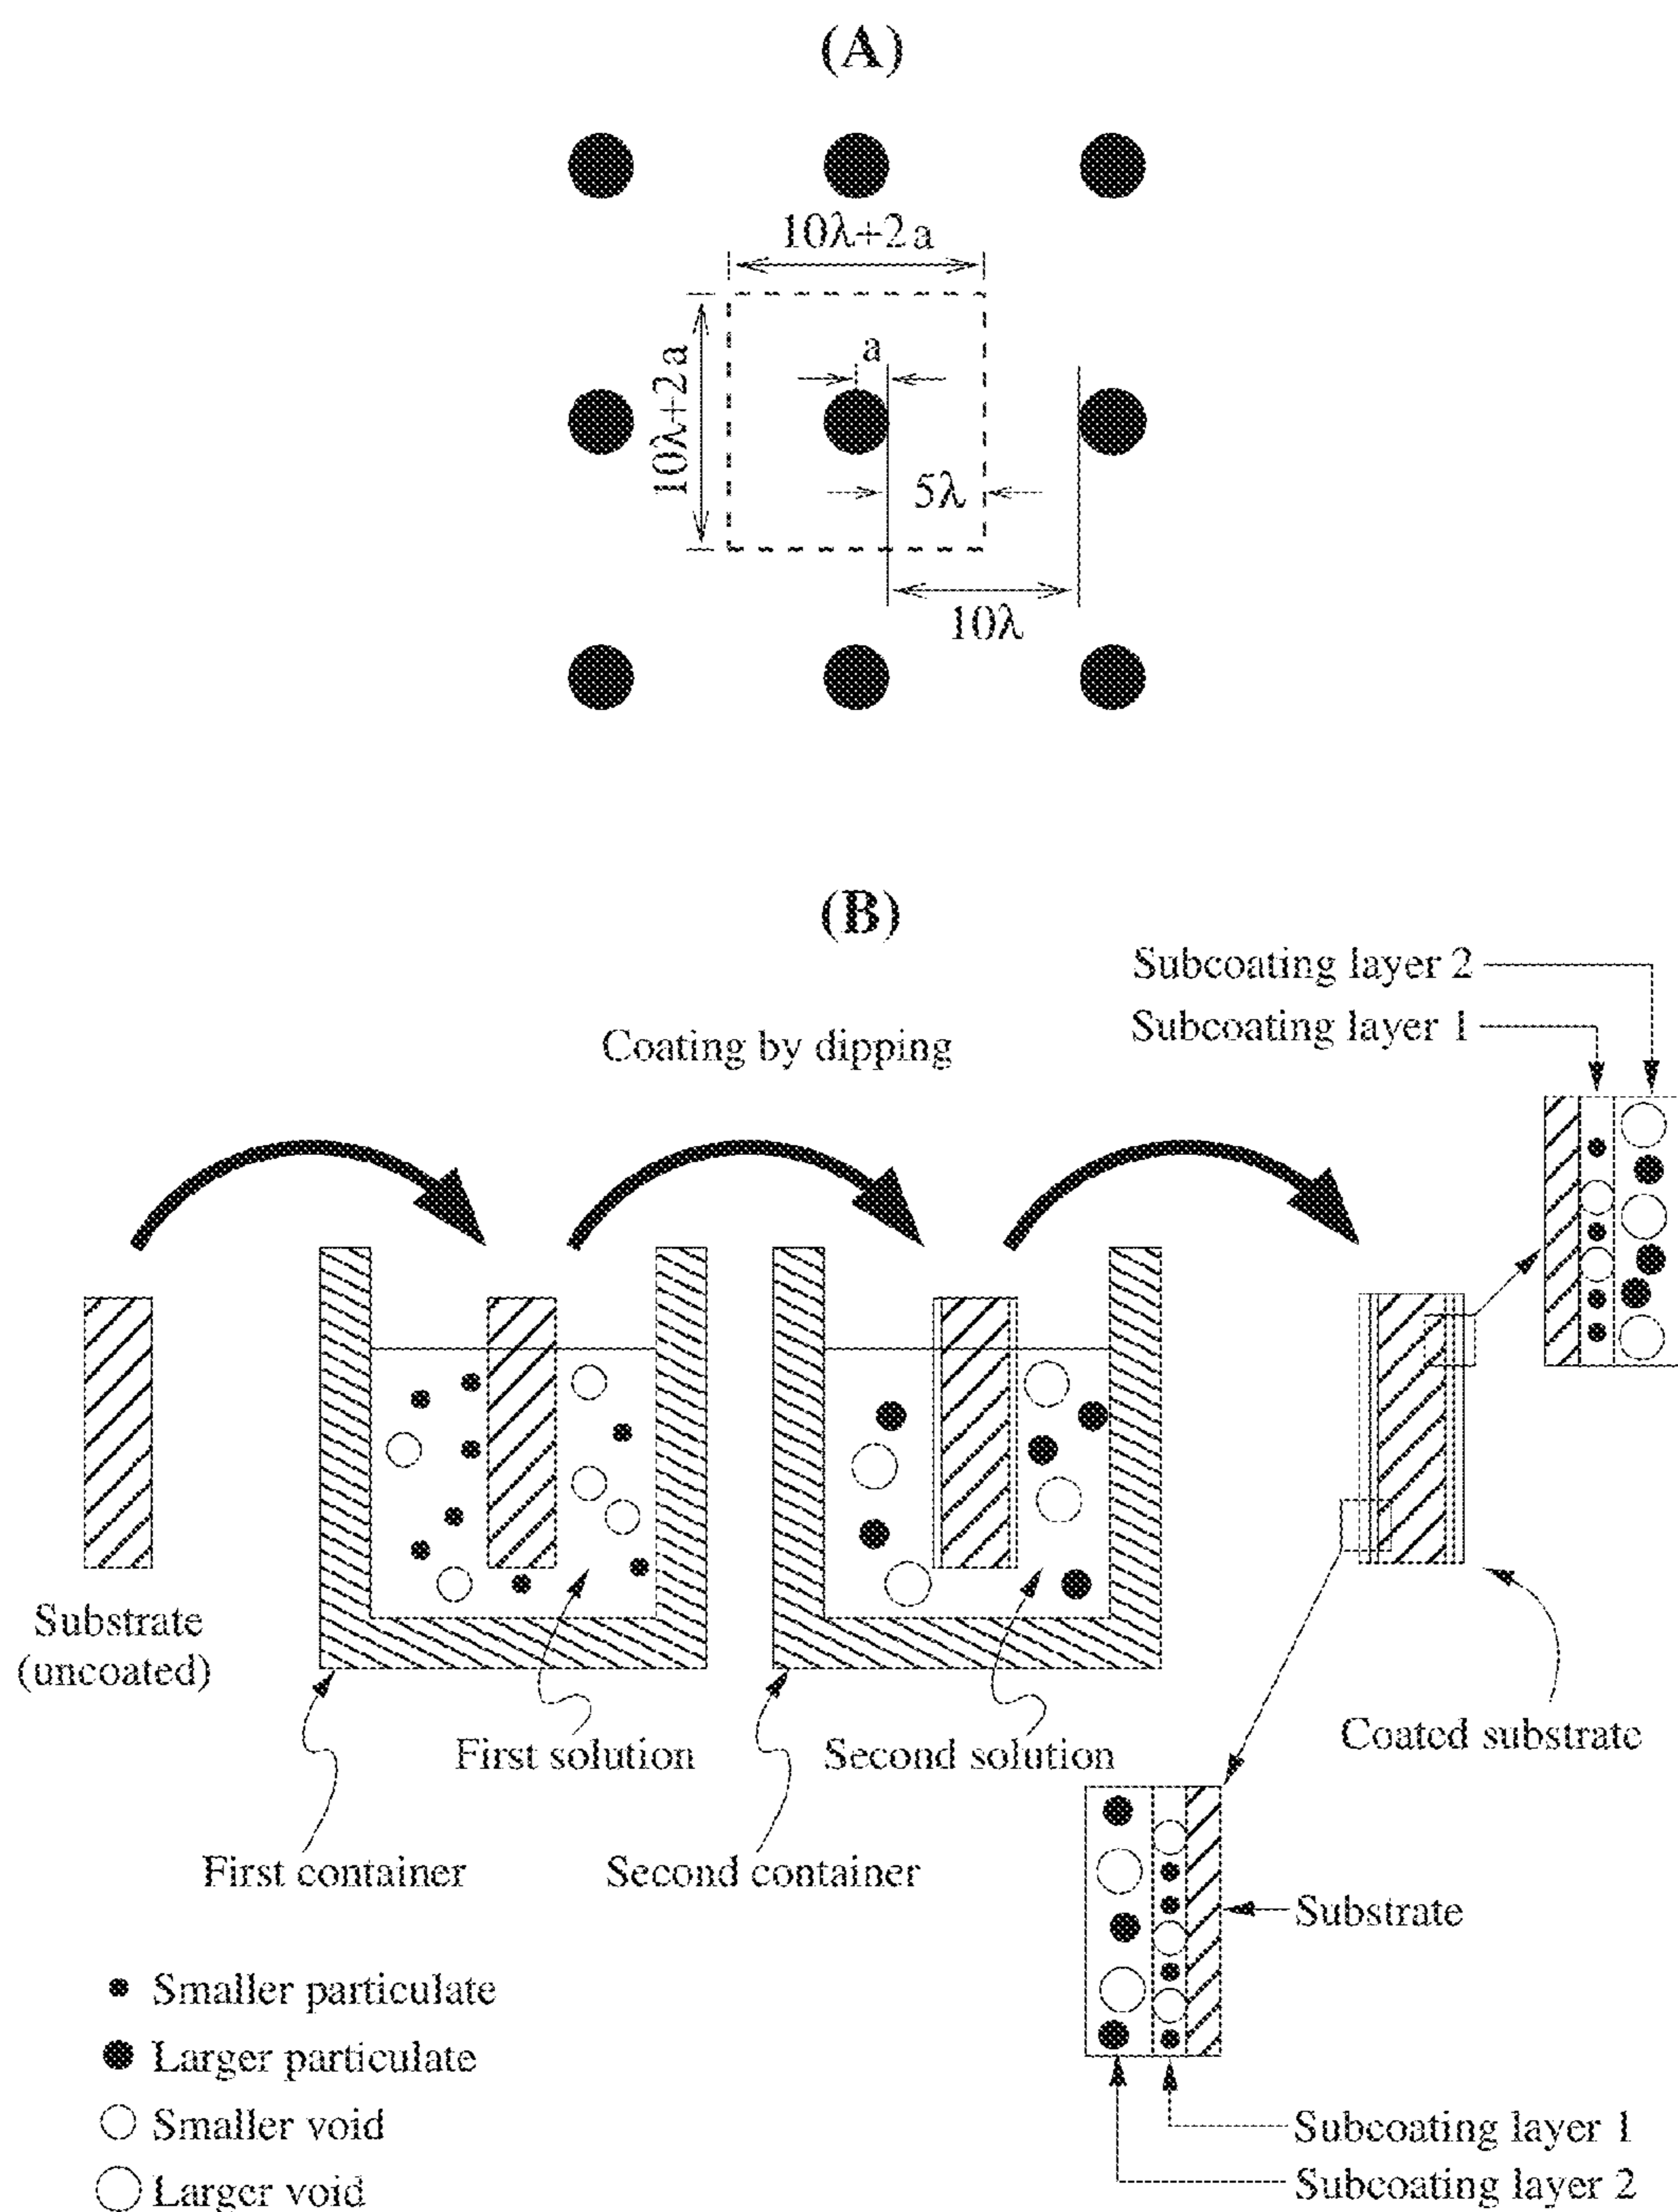 (A)
10λ+2a
10λ+2a
a
5λ
10λ
(B)
Subcoating layer 2
Subcoating layer 1
Coating by dipping
Substrate
(uncoated)
First solution
Second solution
Coated substrate
First container
Second container
Substrate
Smaller particulate
Larger particulate
Smaller void
Larger void
Subcoating layer 1
Subcoating layer 2